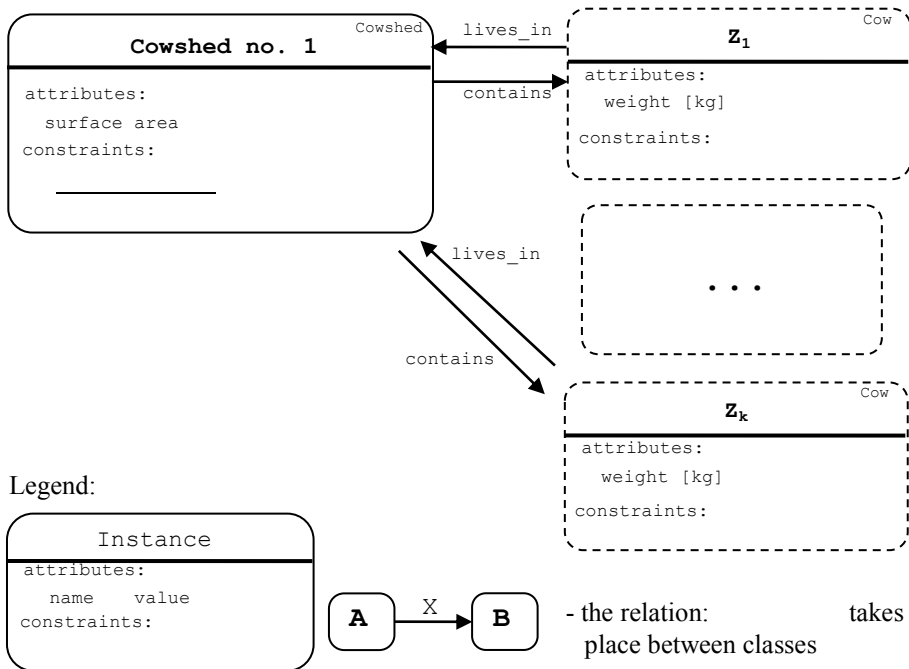 Cowshed
Cowshed no. 1
attributes:
surface area
constraints:
lives_in
contains
Cow
Z₁
attributes:
weight [kg]
constraints:
lives_in
contains
. . .
Cow
Zₖ
attributes:
weight [kg]
constraints:
Legend:
Instance
attributes:
name value
constraints:
A
X
B
- the relation: takes
place between classes